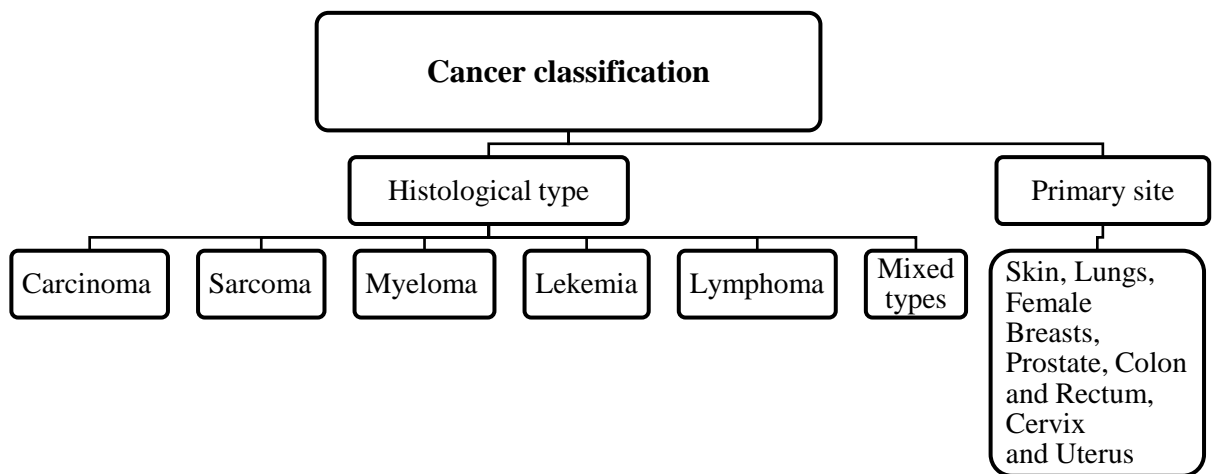 Cancer classification
Histological type
Primary site
Carcinoma
Sarcoma
Myeloma
Lekemia
Lymphoma
Mixed
types
Skin, Lungs,
Female
Breasts,
Prostate, Colon
and Rectum,
Cervix
and Uterus